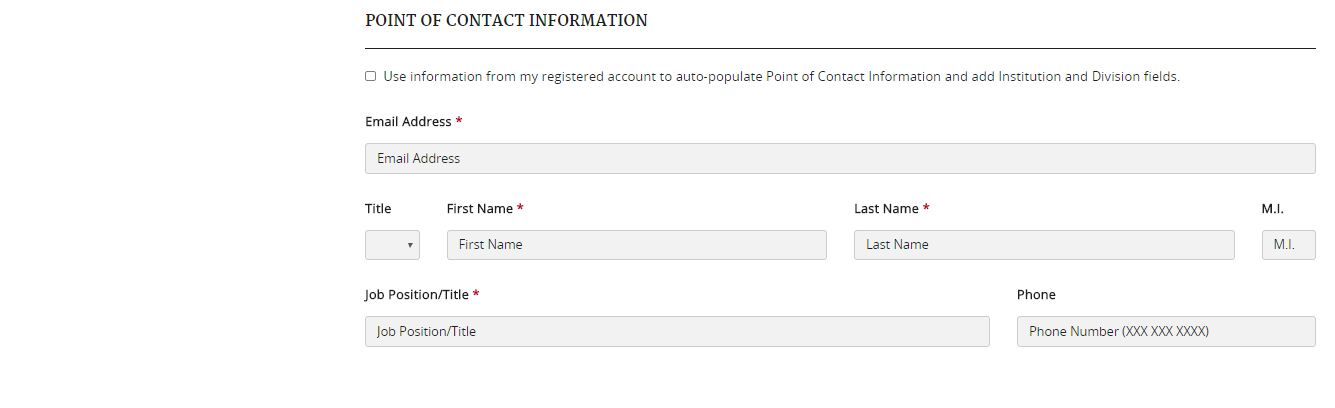 POINT OF CONTACT INFORMATION
Use information from my registered account to auto-populate Point of Contact Information and add Institution and Division fields.
Email Address *
Email Address
Title First Name * Last Name * M.I.
First Name Last Name M.I.
Job Position/Title * Phone
Job Position/Title Phone Number (XXX XXX XXXX)